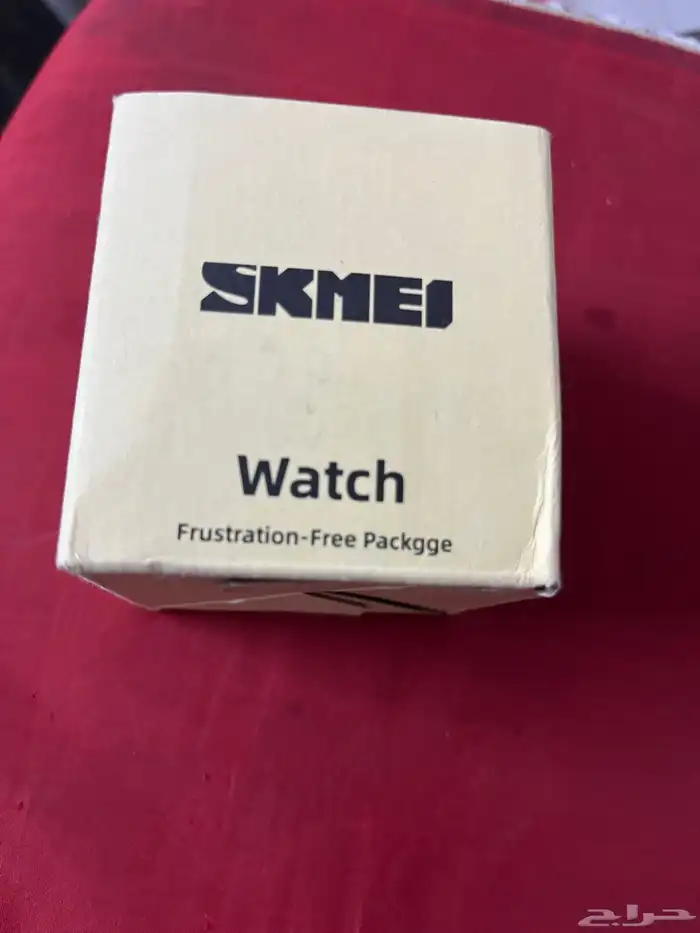 SKMEI
Watch
Frustration-Free Packgge
حراج